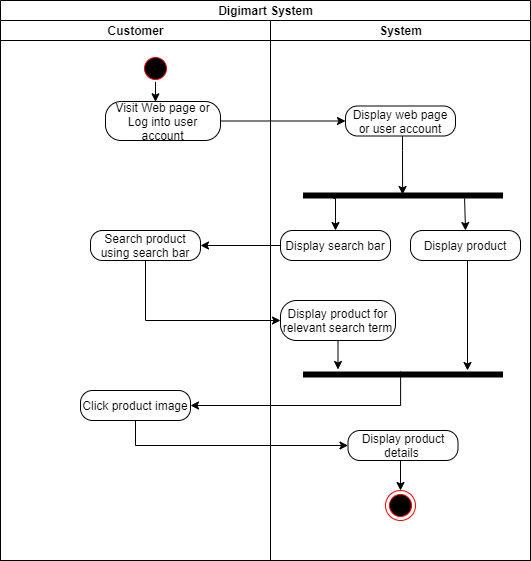 Digimart System
Customer
System
Visit Web page or
Log into user
account
Display web page
or user account
Search product
using search bar
Display search bar
Display product
Display product for
relevant search term
Click product image
Display product
details